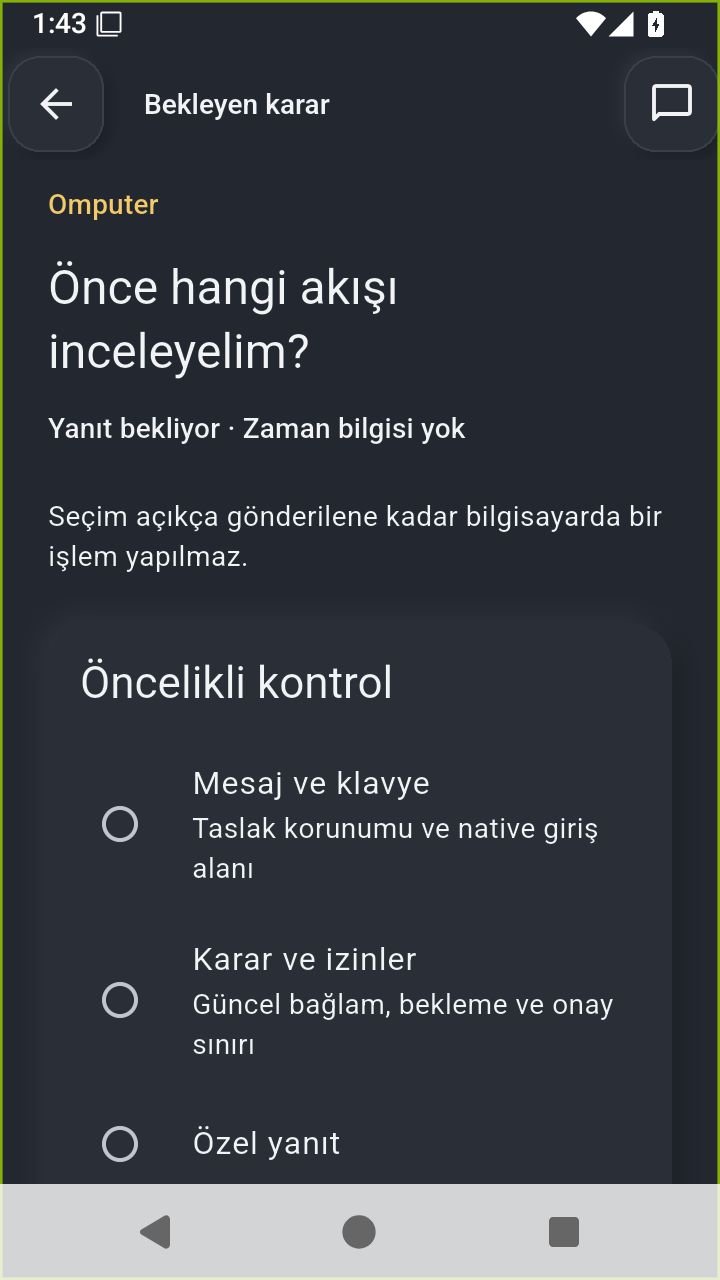 1:43
Bekleyen karar
Omputer
Önce hangi akışı
inceleyelim?
Yanıt bekliyor · Zaman bilgisi yok
Seçim açıkça gönderilene kadar bilgisayarda bir
işlem yapılmaz.
Öncelikli kontrol
Mesaj ve klavye
Taslak korunumu ve native giriş
alanı
Karar ve izinler
Güncel bağlam, bekleme ve onay
sınırı
Özel yanıt